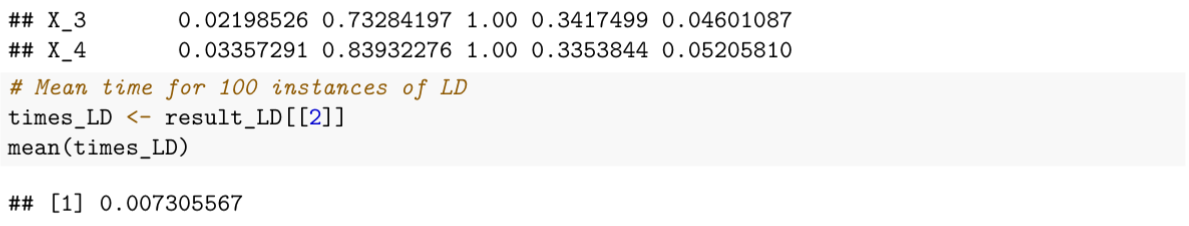 ## X_3       0.02198526 0.73284197 1.00 0.3417499 0.04601087
## X_4       0.03357291 0.83932276 1.00 0.3353844 0.05205810
# Mean time for 100 instances of LD
times_LD <- result_LD[[2]]
mean(times_LD)
## [1] 0.007305567